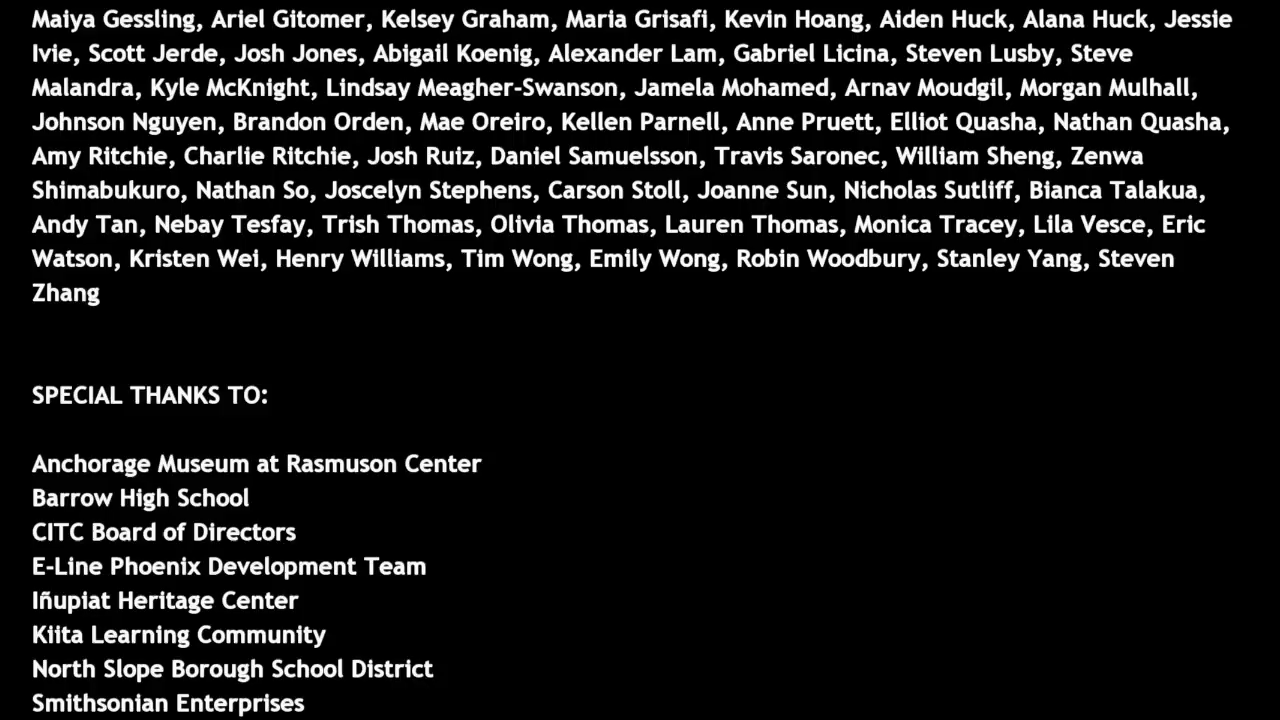 Maiya Gessling, Ariel Gitomer, Kelsey Graham, Maria Grisafi, Kevin Hoang, Aiden Huck, Alana Huck, Jessie
Ivie, Scott Jerde, Josh Jones, Abigail Koenig, Alexander Lam, Gabriel Licina, Steven Lusby, Steve
Malandra, Kyle McKnight, Lindsay Meagher-Swanson, Jamela Mohamed, Arnav Moudgil, Morgan Mulhall,
Johnson Nguyen, Brandon Orden, Mae Oreiro, Kellen Parnell, Anne Pruett, Elliot Quasha, Nathan Quasha,
Amy Ritchie, Charlie Ritchie, Josh Ruiz, Daniel Samuelsson, Travis Saronec, William Sheng, Zenwa
Shimabukuro, Nathan So, Joscelyn Stephens, Carson Stoll, Joanne Sun, Nicholas Sutliff, Bianca Talakua,
Andy Tan, Nebay Tesfay, Trish Thomas, Olivia Thomas, Lauren Thomas, Monica Tracey, Lila Vesce, Eric
Watson, Kristen Wei, Henry Williams, Tim Wong, Emily Wong, Robin Woodbury, Stanley Yang, Steven
Zhang
SPECIAL THANKS TO:
Anchorage Museum at Rasmuson Center
Barrow High School
CITC Board of Directors
E-Line Phoenix Development Team
Iñupiat Heritage Center
Kiita Learning Community
North Slope Borough School District
Smithsonian Enterprises